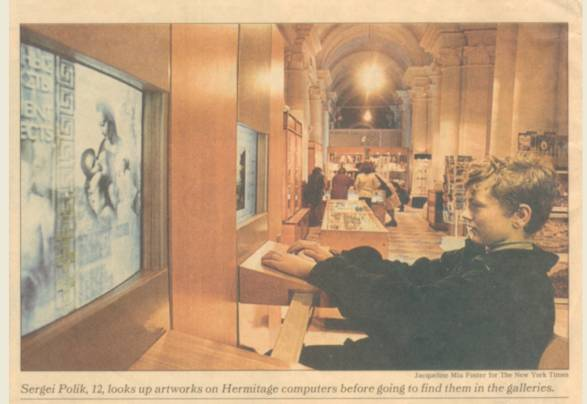 Jacqueline Mia Foster for The New York Times
Sergei Polik, 12, looks up artworks on Hermitage computers before going to find them in the galleries.